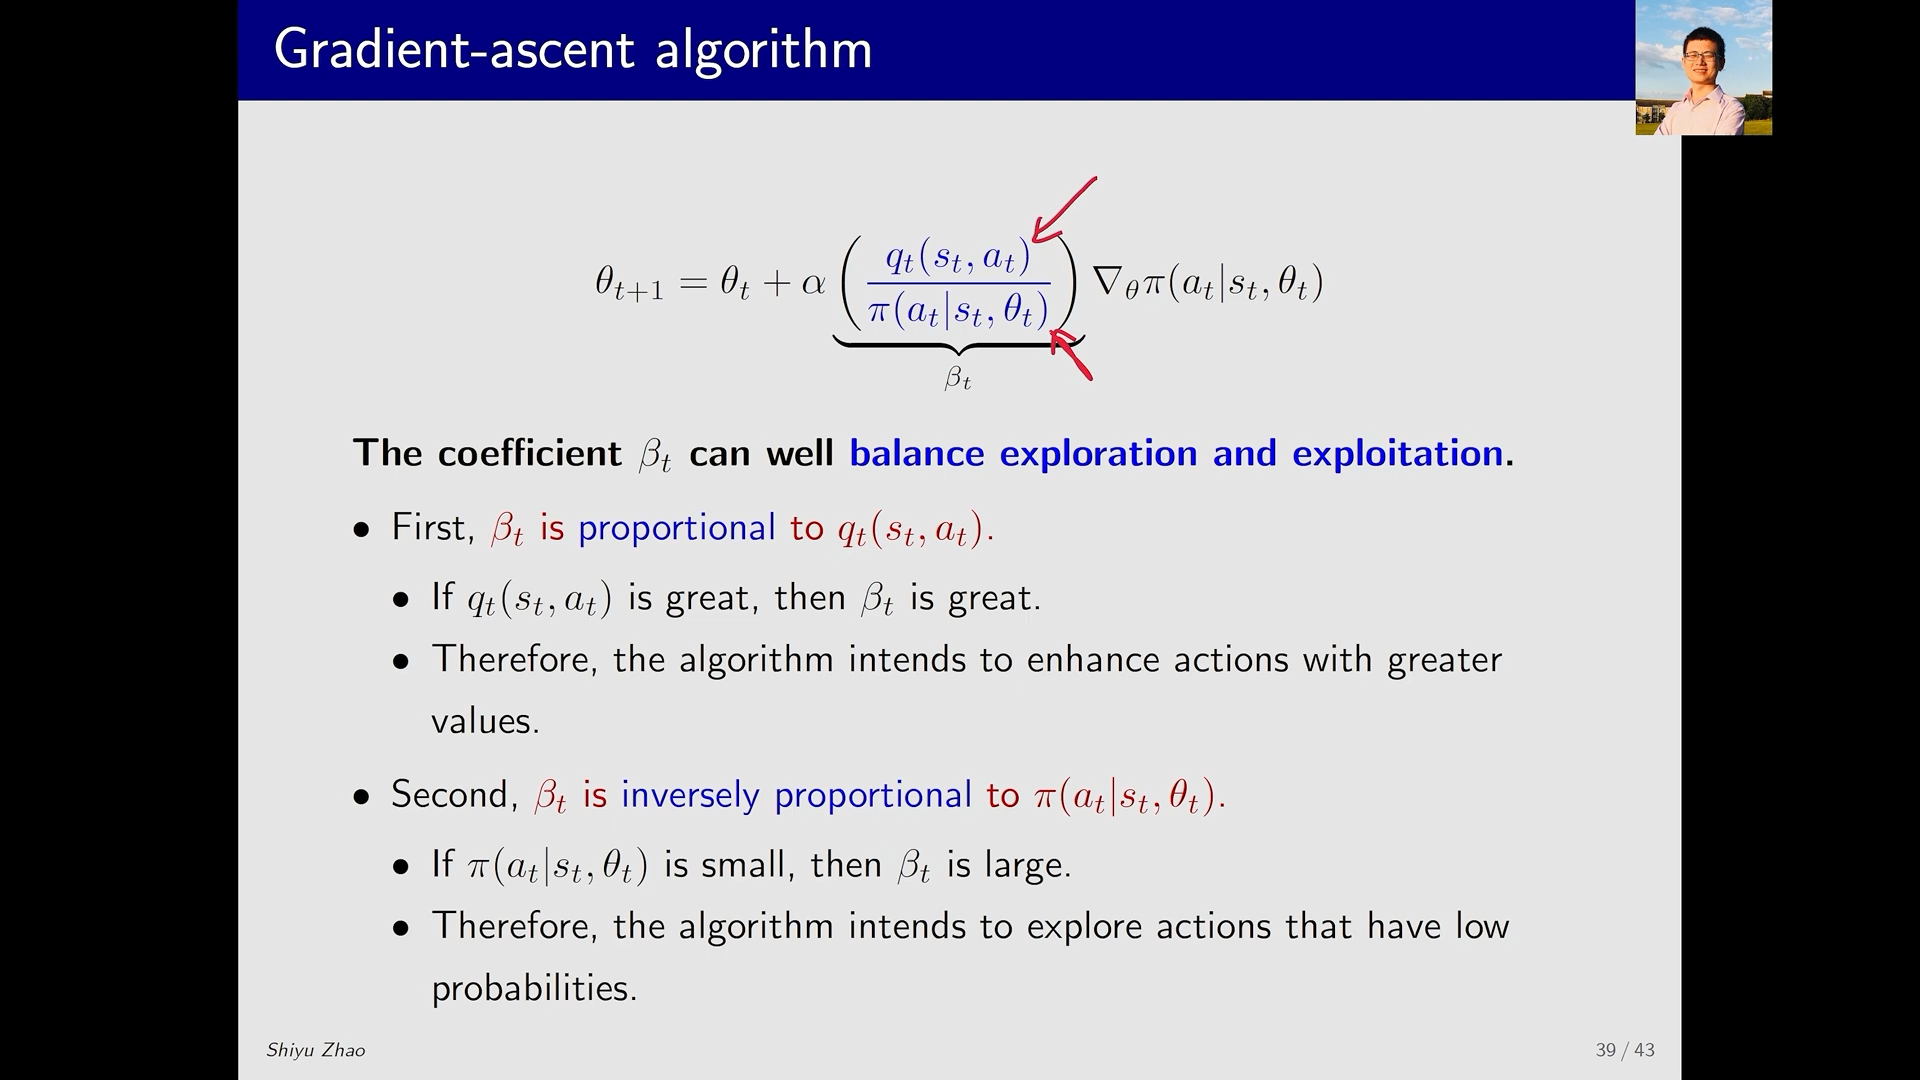 Gradient-ascent algorithm
θ_{t+1} = θ_t + α ( q_t(s_t, a_t) / π(a_t|s_t, θ_t) ) ∇_θ π(a_t|s_t, θ_t)
β_t
The coefficient β_t can well balance exploration and exploitation.
• First, β_t is proportional to q_t(s_t, a_t).
• If q_t(s_t, a_t) is great, then β_t is great.
• Therefore, the algorithm intends to enhance actions with greater
values.
• Second, β_t is inversely proportional to π(a_t|s_t, θ_t).
• If π(a_t|s_t, θ_t) is small, then β_t is large.
• Therefore, the algorithm intends to explore actions that have low
probabilities.
Shiyu Zhao
39 / 43